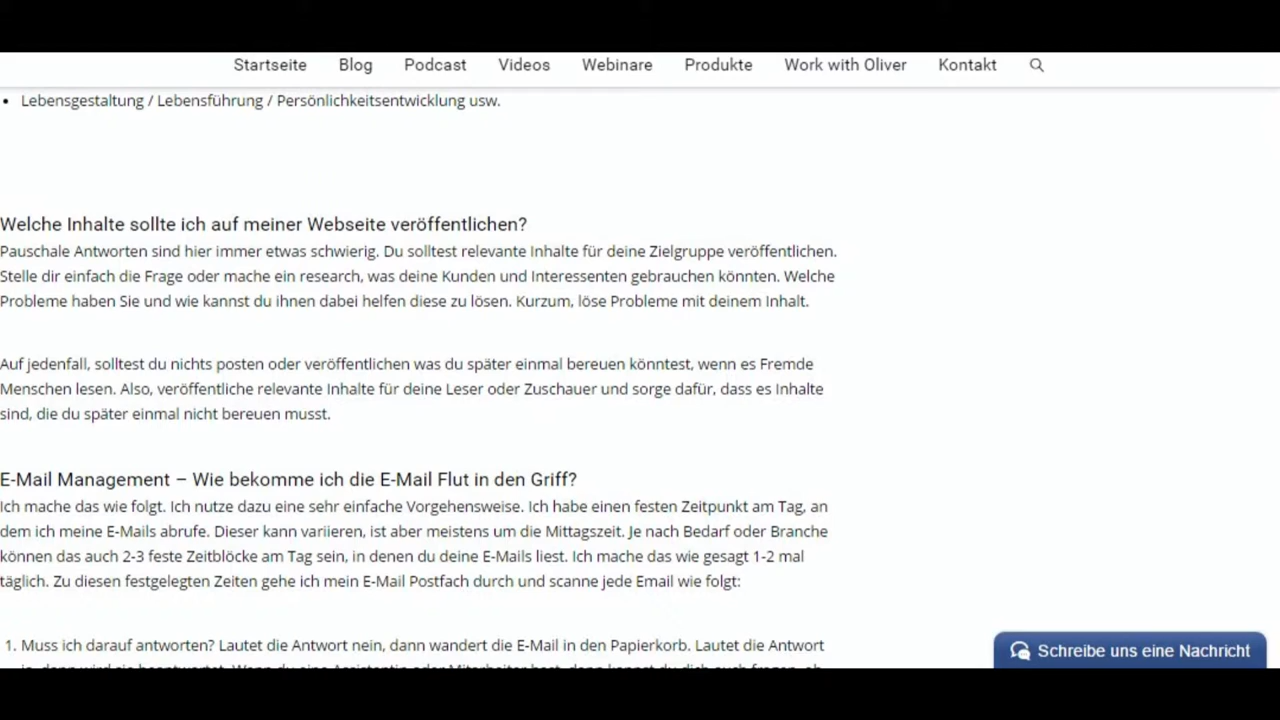 Startseite Blog Podcast Videos Webinare Produkte Work with Oliver Kontakt
• Lebensgestaltung / Lebensführung / Persönlichkeitsentwicklung usw.
Welche Inhalte sollte ich auf meiner Webseite veröffentlichen?
Pauschale Antworten sind hier immer etwas schwierig. Du solltest relevante Inhalte für deine Zielgruppe veröffentlichen.
Stelle dir einfach die Frage oder mache ein research, was deine Kunden und Interessenten gebrauchen könnten. Welche
Probleme haben Sie und wie kannst du ihnen dabei helfen diese zu lösen. Kurzum, löse Probleme mit deinem Inhalt.
Auf jedenfall, solltest du nichts posten oder veröffentlichen was du später einmal bereuen könntest, wenn es Fremde
Menschen lesen. Also, veröffentliche relevante Inhalte für deine Leser oder Zuschauer und sorge dafür, dass es Inhalte
sind, die du später einmal nicht bereuen musst.
E-Mail Management – Wie bekomme ich die E-Mail Flut in den Griff?
Ich mache das wie folgt. Ich nutze dazu eine sehr einfache Vorgehensweise. Ich habe einen festen Zeitpunkt am Tag, an
dem ich meine E-Mails abrufe. Dieser kann variieren, ist aber meistens um die Mittagszeit. Je nach Bedarf oder Branche
können das auch 2-3 feste Zeitblöcke am Tag sein, in denen du deine E-Mails liest. Ich mache das wie gesagt 1-2 mal
täglich. Zu diesen festgelegten Zeiten gehe ich mein E-Mail Postfach durch und scanne jede Email wie folgt:
1. Muss ich darauf antworten? Lautet die Antwort nein, dann wandert die E-Mail in den Papierkorb. Lautet die Antwort
Schreibe uns eine Nachricht